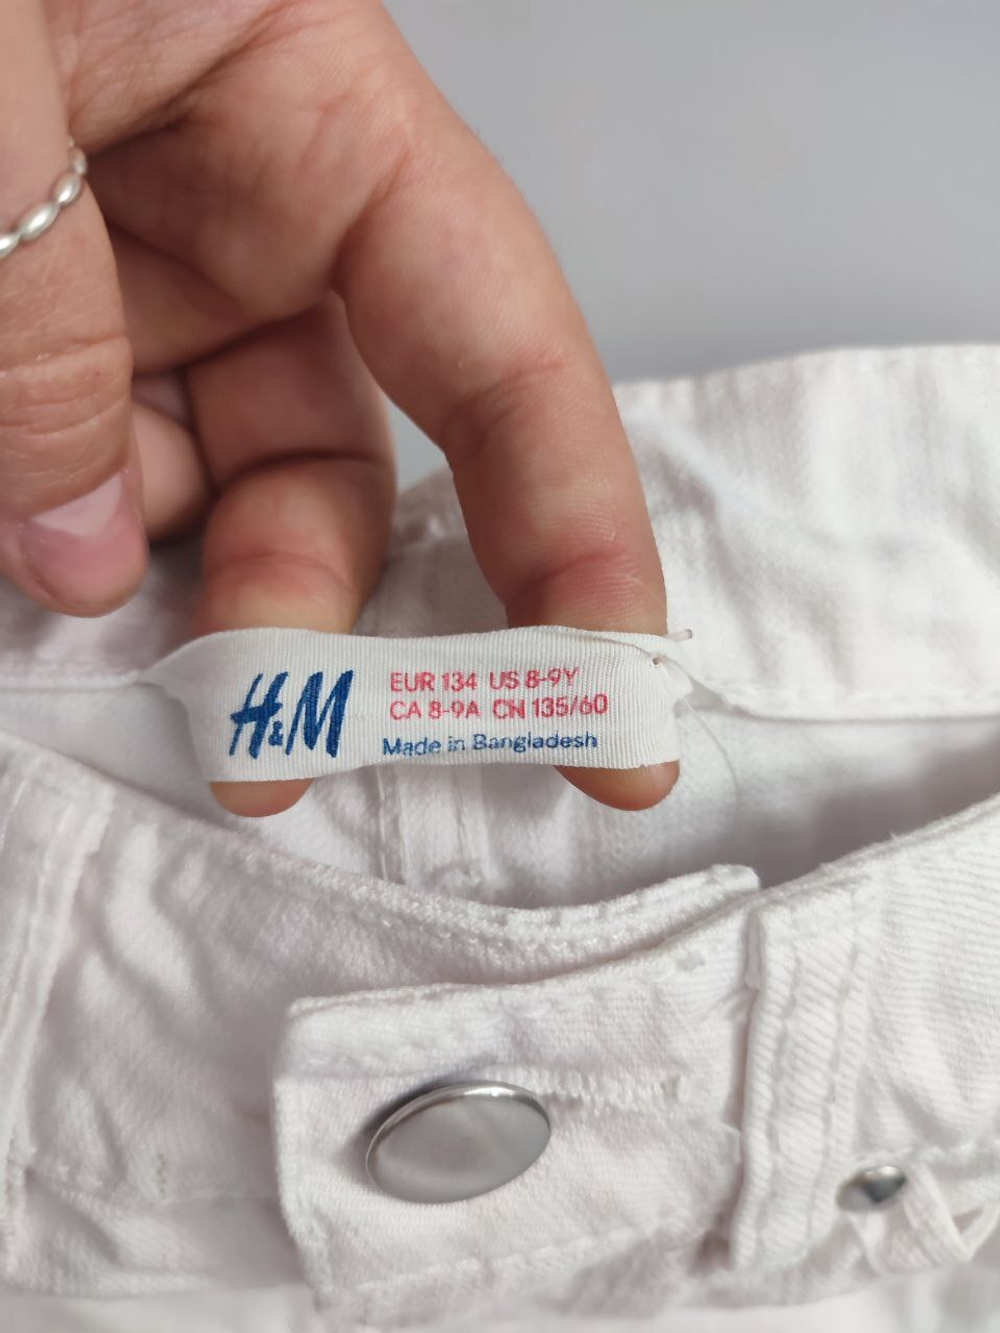 H&M
EUR 134 US 8-9Y
CA 8-9A CN 135/60
Made in Bangladesh